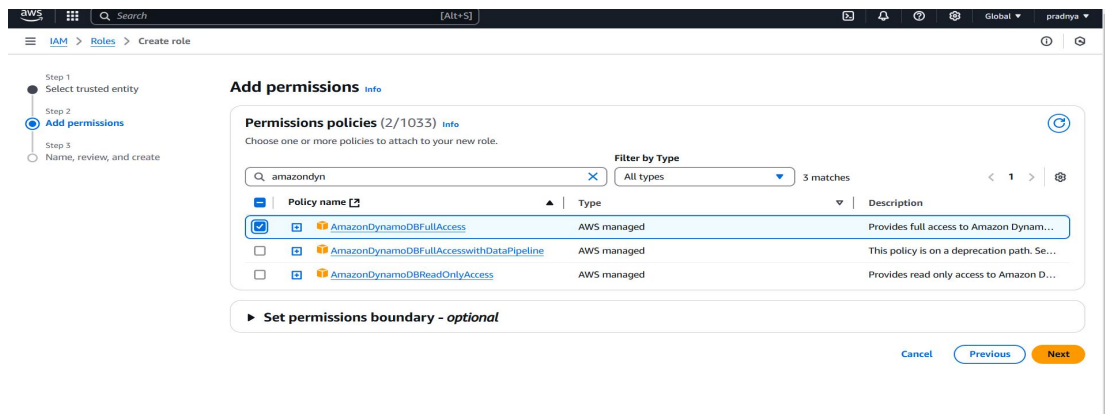 aws Search [Alt+S] Global ▼ pradnya ▼
IAM > Roles > Create role
Step 1
Select trusted entity
Step 2
Add permissions
Step 3
Name, review, and create
Add permissions Info
Permissions policies (2/1033) Info
Choose one or more policies to attach to your new role.
Filter by Type
amazondyn
All types
3 matches
1
Policy name
Type
Description
AmazonDynamoDBFullAccess AWS managed Provides full access to Amazon Dynam...
AmazonDynamoDBFullAccesswithDataPipeline AWS managed This policy is on a deprecation path. Se...
AmazonDynamoDBReadOnlyAccess AWS managed Provides read only access to Amazon D...
Set permissions boundary - optional
Cancel Previous Next